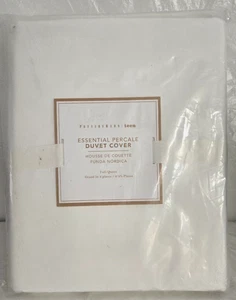 POTTERY BARN teen
ESSENTIAL PERCALE
DUVET COVER
HOUSSE DE COUETTE
FUNDA NÓRDICA